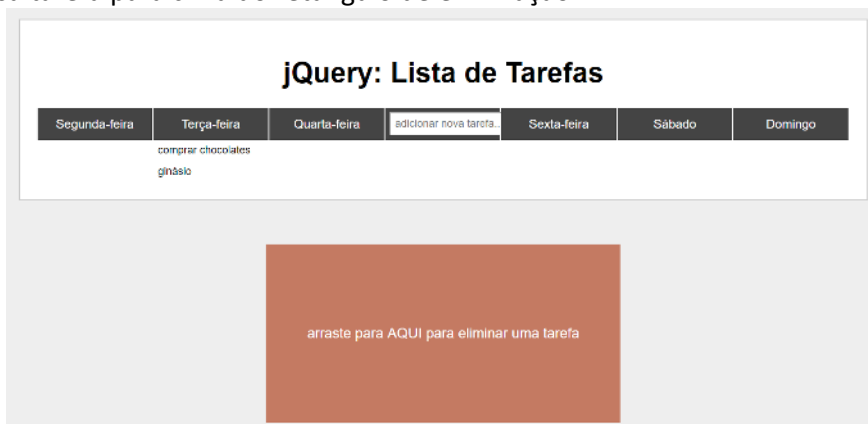 jQuery: Lista de Tarefas
Segunda-feira Terça-feira Quarta-feira adicionar nova tarefa... Sexta-feira Sábado Domingo
comprar chocolates
ginásio
arraste para AQUI para eliminar uma tarefa